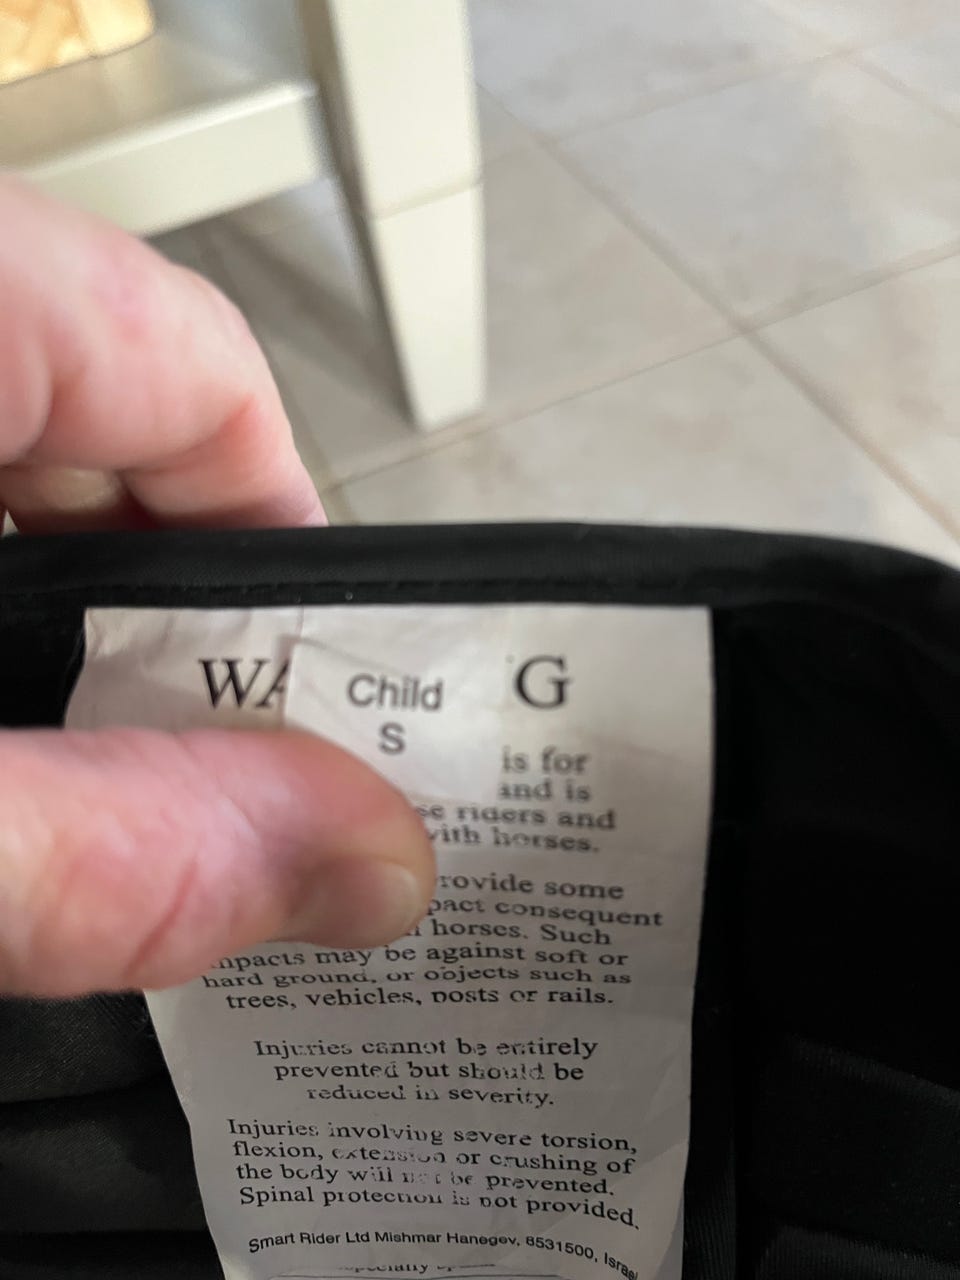 WA G
Child
S
is for
and is
se riders and
with horses.
rovide some
pact consequent
horses. Such
mpacts may be against soft or
hard ground, or objects such as
trees, vehicles, posts or rails.
Injuries cannot be entirely
prevented but should be
reduced in severity.
Injuries involving severe torsion,
flexion, extension or crushing of
the body will not be prevented.
Spinal protection is not provided.
Smart Rider Ltd Mishmar Hanegev, 8531500, Israel